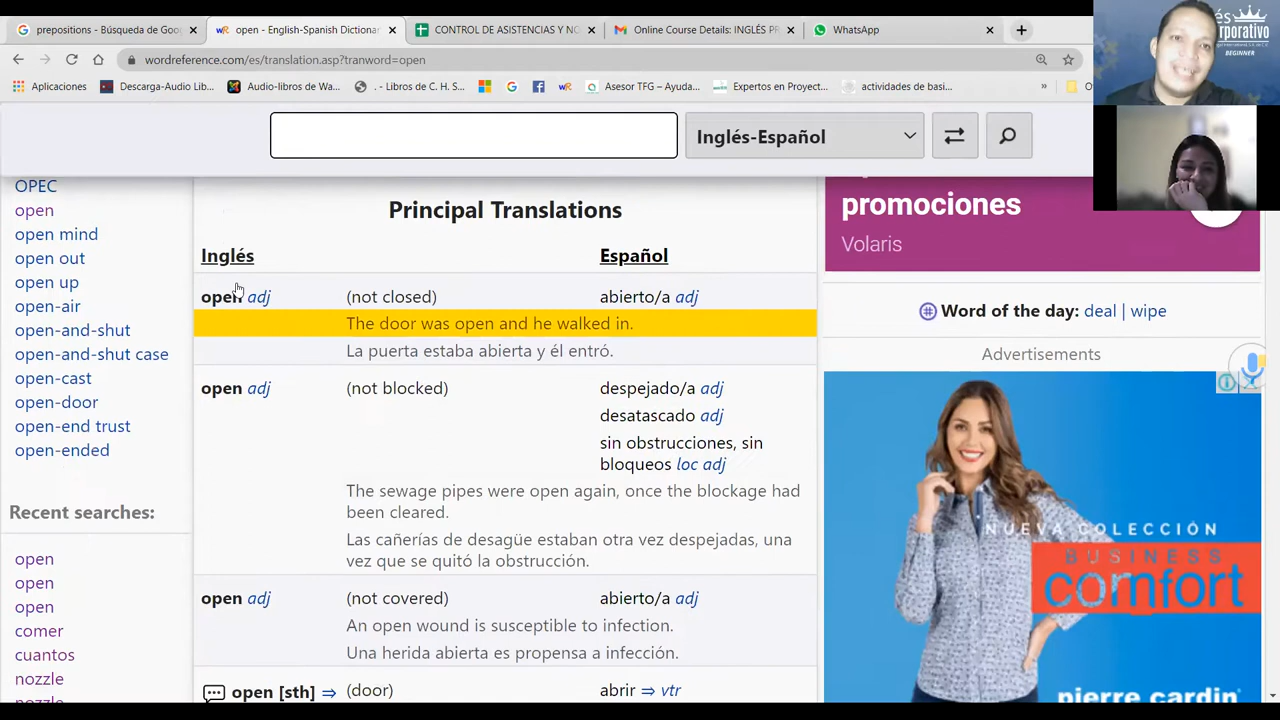 prepositions - Búsqueda de Goo
open - English-Spanish Dictionar
CONTROL DE ASISTENCIAS Y NO
Online Course Details: INGLÉS PR
WhatsApp
wordreference.com/es/translation.asp?tranword=open
Aplicaciones
Descarga-Audio Lib...
Audio-libros de Wa...
- Libros de C. H. S...
Asesor TFG – Ayuda...
Expertos en Proyect...
actividades de basi...
»
és
rporativo
BEGINNER
Inglés-Español
OPEC
open
open mind
open out
open up
open-air
open-and-shut
open-and-shut case
open-cast
open-door
open-end trust
open-ended
Recent searches:
open
open
open
comer
cuantos
nozzle
Principal Translations
Inglés Español
open adj (not closed) abierto/a adj
The door was open and he walked in.
La puerta estaba abierta y él entró.
open adj (not blocked) despejado/a adj
desatascado adj
sin obstrucciones, sin
bloqueos loc adj
The sewage pipes were open again, once the blockage had
been cleared.
Las cañerías de desagüe estaban otra vez despejadas, una
vez que se quitó la obstrucción.
open adj (not covered) abierto/a adj
An open wound is susceptible to infection.
Una herida abierta es propensa a infección.
open [sth] ⇒ (door) abrir ⇒ vtr
promociones
Volaris
Word of the day: deal | wipe
Advertisements
NUEVA COLECCIÓN
BUSINESS
comfort
pierre cardin